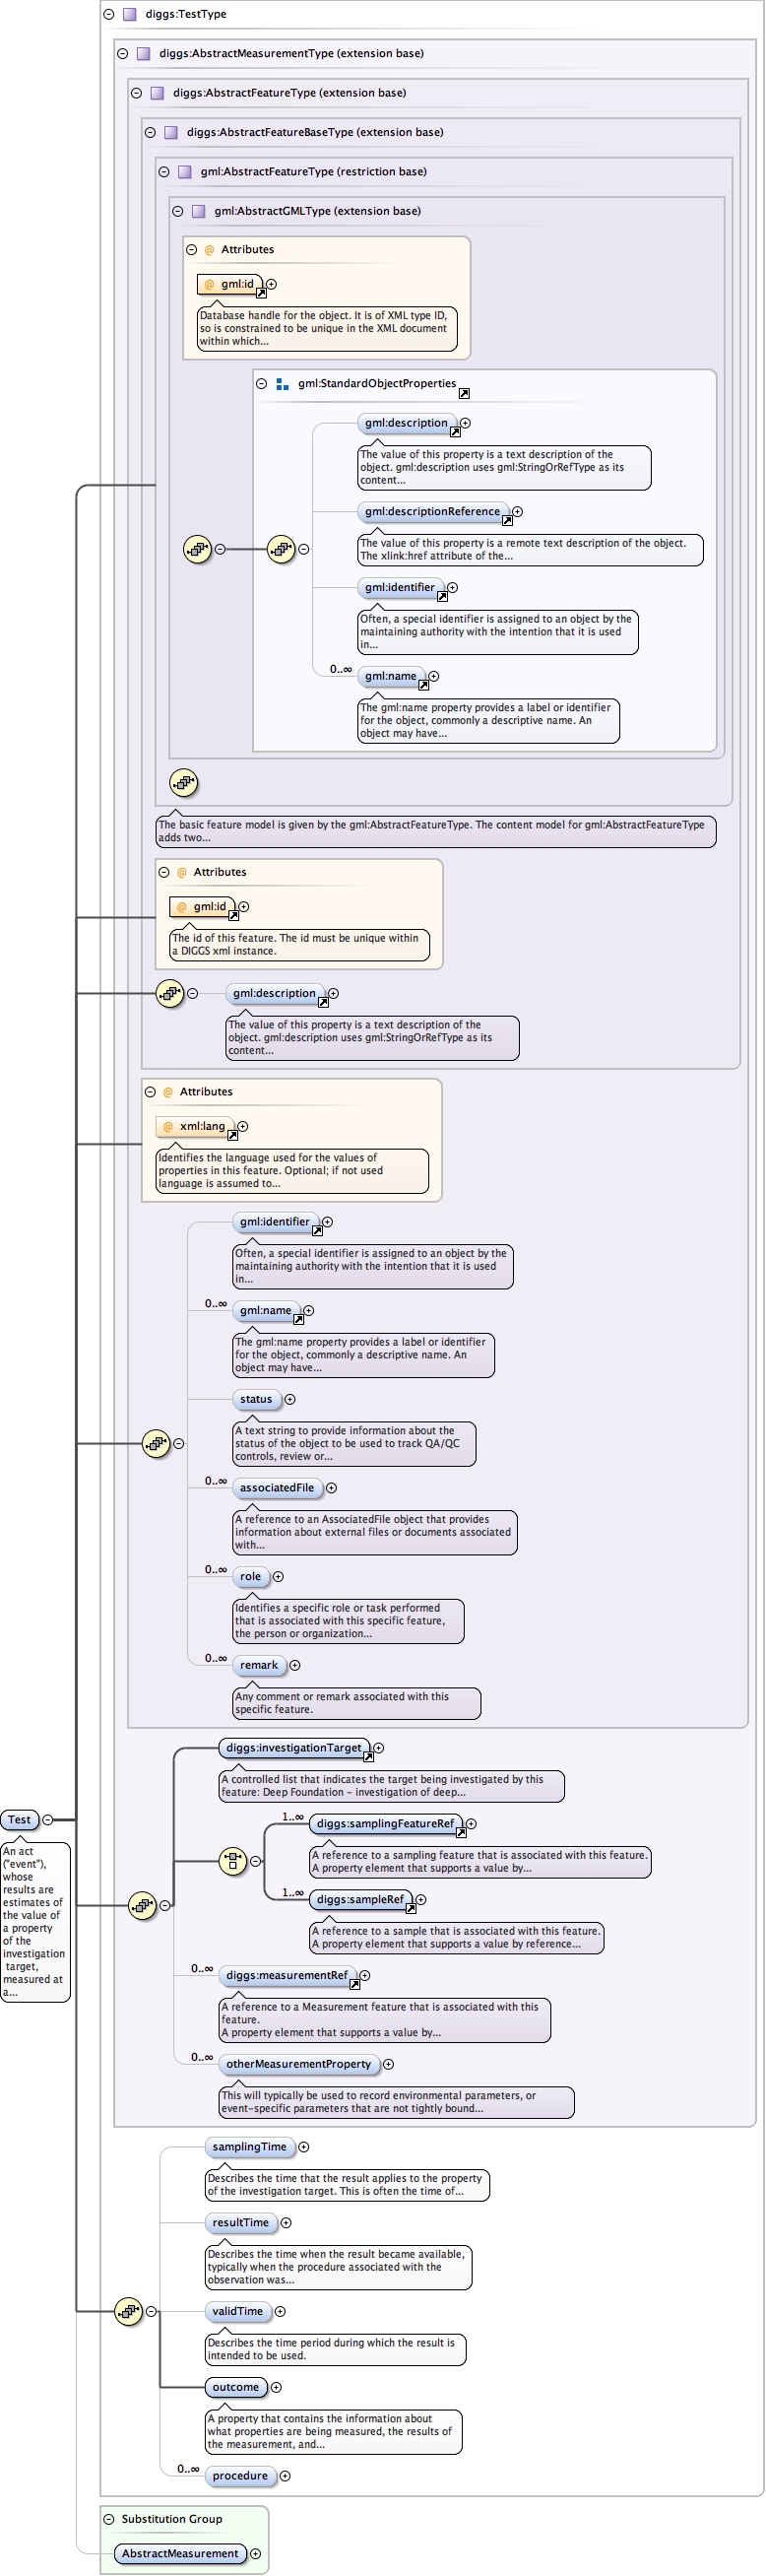 diggs:TestType
diggs:AbstractMeasurementType (extension base)
diggs:AbstractFeatureType (extension base)
diggs:AbstractFeatureBaseType (extension base)
gml:AbstractFeatureType (restriction base)
gml:AbstractGMLType (extension base)
@ Attributes
@ gml:id
Database handle for the object. It is of XML type ID,
so is constrained to be unique in the XML document
within which...
gml:StandardObjectProperties
gml:description
The value of this property is a text description of the
object. gml:description uses gml:StringOrRefType as its
content...
gml:descriptionReference
The value of this property is a remote text description of the object.
The xlink:href attribute of the...
gml:identifier
Often, a special identifier is assigned to an object by the
maintaining authority with the intention that it is used
in...
0..∞
gml:name
The gml:name property provides a label or identifier
for the object, commonly a descriptive name. An
object may have...
The basic feature model is given by the gml:AbstractFeatureType. The content model for gml:AbstractFeatureType
adds two...
@ Attributes
@ gml:id
The id of this feature. The id must be unique within
a DIGGS xml instance.
gml:description
The value of this property is a text description of the
object. gml:description uses gml:StringOrRefType as its
content...
@ Attributes
@ xml:lang
Identifies the language used for the values of
properties in this feature. Optional; if not used
language is assumed to...
gml:identifier
Often, a special identifier is assigned to an object by the
maintaining authority with the intention that it is used
in...
0..∞
gml:name
The gml:name property provides a label or identifier
for the object, commonly a descriptive name. An
object may have...
status
A text string to provide information about the
status of the object to be used to track QA/QC
controls, review or...
0..∞
associatedFile
A reference to an AssociatedFile object that provides
information about external files or documents associated
with...
0..∞
role
Identifies a specific role or task performed
that is associated with this specific feature,
the person or organization...
0..∞
remark
Any comment or remark associated with this
specific feature.
diggs:investigationTarget
A controlled list that indicates the target being investigated by this
feature: Deep Foundation - investigation of deep...
1..∞
diggs:samplingFeatureRef
A reference to a sampling feature that is associated with this feature.
A property element that supports a value by...
1..∞
diggs:sampleRef
A reference to a sample that is associated with this feature.
A property element that supports a value by reference...
0..∞
diggs:measurementRef
A reference to a Measurement feature that is associated with this
feature.
A property element that supports a value by...
0..∞
otherMeasurementProperty
This will typically be used to record environmental parameters, or
event-specific parameters that are not tightly bound...
Test
An act
("event"),
whose
results are
estimates of
the value of
a property
of the
investigation
target,
measured at
a...
samplingTime
Describes the time that the result applies to the property
of the investigation target. This is often the time of...
resultTime
Describes the time when the result became available,
typically when the procedure associated with the
observation was...
validTime
Describes the time period during which the result is
intended to be used.
outcome
A property that contains the information about
what properties are being measured, the results of
the measurement, and...
0..∞
procedure
Substitution Group
AbstractMeasurement